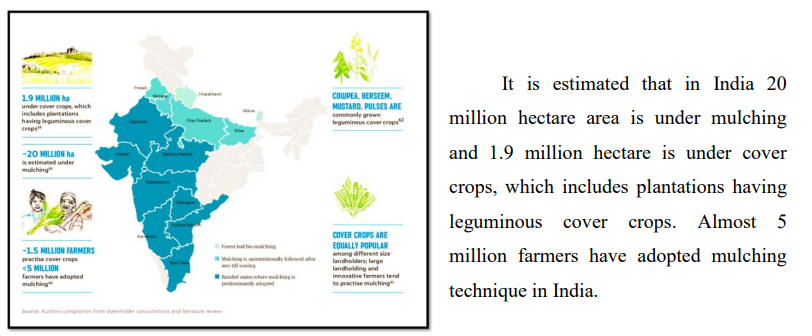 1.9 MILLION ha
under cover crops, which
includes plantations
having leguminous cover
crops
~20 MILLION ha
is estimated under
mulching
~1.5 MILLION FARMERS
practise cover crops
<5 MILLION
farmers have adopted
mulching
Punjab
Haryana
Uttarakhand
Rajasthan
Uttar Pradesh
Sikkim
Bihar
Gujarat
Madhya Pradesh
Maharashtra
Telangana
Karnataka
Tamil Nadu
Forest leaf bio-mulching
Mulching is unintentionally followed after
zero till sowing
Rainfed states where mulching is
predominantly adopted
COUPEA, BERSEEM,
MUSTARD, PULSES ARE
commonly grown
leguminous cover crops⁶²
COVER CROPS ARE
EQUALLY POPULAR
among different size
landholders; large
landholding and
innovative farmers tend
to practise mulching
Source: Authors compilation from stakeholder consultations and literature review
It is estimated that in India 20
million hectare area is under mulching
and 1.9 million hectare is under cover
crops, which includes plantations having
leguminous cover crops. Almost 5
million farmers have adopted mulching
technique in India.